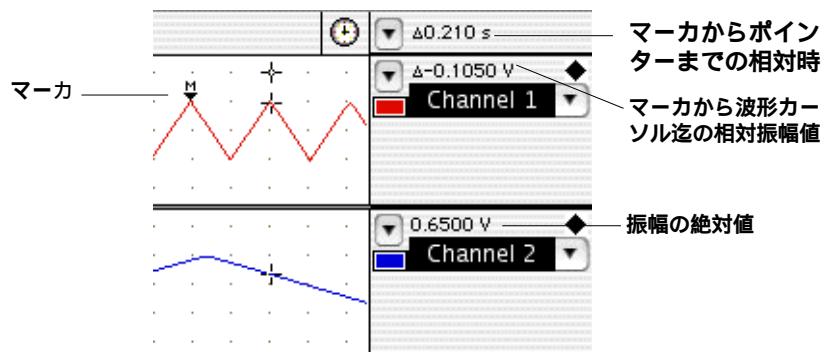 Δ0.210 s
マーカからポイン
ターまでの相対時
マーカ
M
Δ-0.1050 V
Channel 1
マーカから波形カー
ソル迄の相対振幅値
0.6500 V
振幅の絶対値
Channel 2